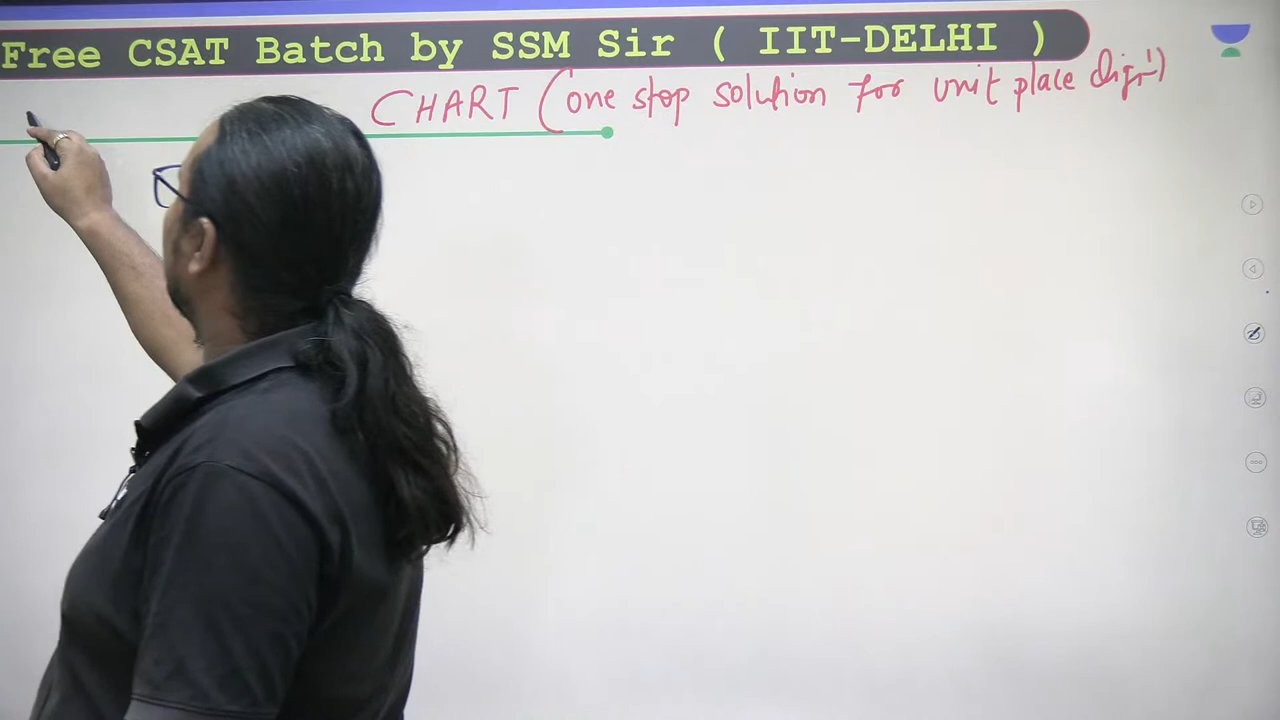 Free CSAT Batch by SSM Sir ( IIT-DELHI )
CHART (one stop solution for unit place digit)